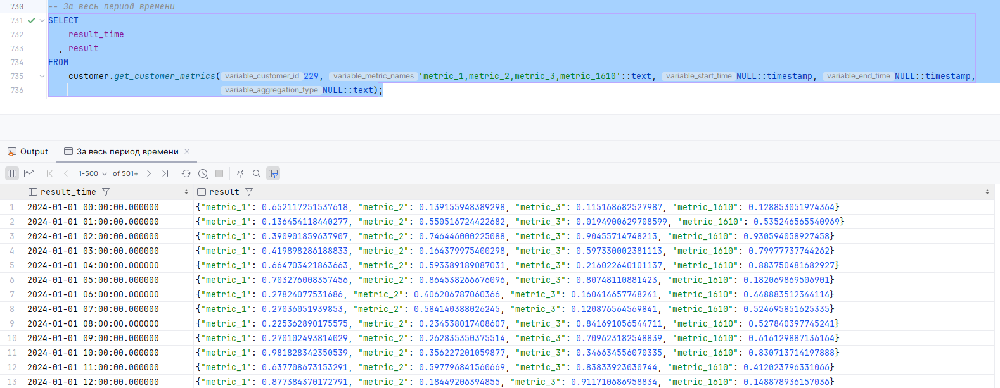 730 -- За весь период времени
731 SELECT
732 result_time
733 , result
734 FROM
735 customer.get_customer_metrics( variable_customer_id 229, variable_metric_names 'metric_1,metric_2,metric_3,metric_1610'::text, variable_start_time NULL::timestamp, variable_end_time NULL::timestamp,
736 variable_aggregation_type NULL::text);
Output За весь период времени
1-500 of 501+
result_time result
1 2024-01-01 00:00:00.000000 {"metric_1": 0.652117251537618, "metric_2": 0.139155948389298, "metric_3": 0.115168682527987, "metric_1610": 0.128853051974364}
2 2024-01-01 01:00:00.000000 {"metric_1": 0.136454118440277, "metric_2": 0.550516724422682, "metric_3": 0.0194900629708599, "metric_1610": 0.535246565540969}
3 2024-01-01 02:00:00.000000 {"metric_1": 0.390901859637907, "metric_2": 0.746446000225088, "metric_3": 0.90455714748213, "metric_1610": 0.930594058927458}
4 2024-01-01 03:00:00.000000 {"metric_1": 0.419898286188833, "metric_2": 0.164379975400298, "metric_3": 0.597330002381113, "metric_1610": 0.79977737744262}
5 2024-01-01 04:00:00.000000 {"metric_1": 0.664703421863663, "metric_2": 0.593389189087031, "metric_3": 0.216022640101137, "metric_1610": 0.883750481682927}
6 2024-01-01 05:00:00.000000 {"metric_1": 0.703276008357456, "metric_2": 0.864538266676096, "metric_3": 0.80748110881423, "metric_1610": 0.182069869506901}
7 2024-01-01 06:00:00.000000 {"metric_1": 0.27824077531686, "metric_2": 0.406206787060366, "metric_3": 0.160414657748241, "metric_1610": 0.448883512344114}
8 2024-01-01 07:00:00.000000 {"metric_1": 0.27036051939853, "metric_2": 0.584140388026245, "metric_3": 0.120876564569841, "metric_1610": 0.524695851625335}
9 2024-01-01 08:00:00.000000 {"metric_1": 0.225362890175575, "metric_2": 0.234538017408607, "metric_3": 0.841691056544711, "metric_1610": 0.527840397745241}
10 2024-01-01 09:00:00.000000 {"metric_1": 0.270102493814029, "metric_2": 0.262835350375514, "metric_3": 0.709623182548839, "metric_1610": 0.616129887136164}
11 2024-01-01 10:00:00.000000 {"metric_1": 0.981828342350539, "metric_2": 0.356227201059877, "metric_3": 0.346634556070335, "metric_1610": 0.830713714197888}
12 2024-01-01 11:00:00.000000 {"metric_1": 0.637708673153291, "metric_2": 0.597796841560669, "metric_3": 0.83833923030744, "metric_1610": 0.412023796331066}
13 2024-01-01 12:00:00.000000 {"metric_1": 0.877384370172791, "metric_2": 0.18449206394855, "metric_3": 0.911710686958834, "metric_1610": 0.148878936157036}